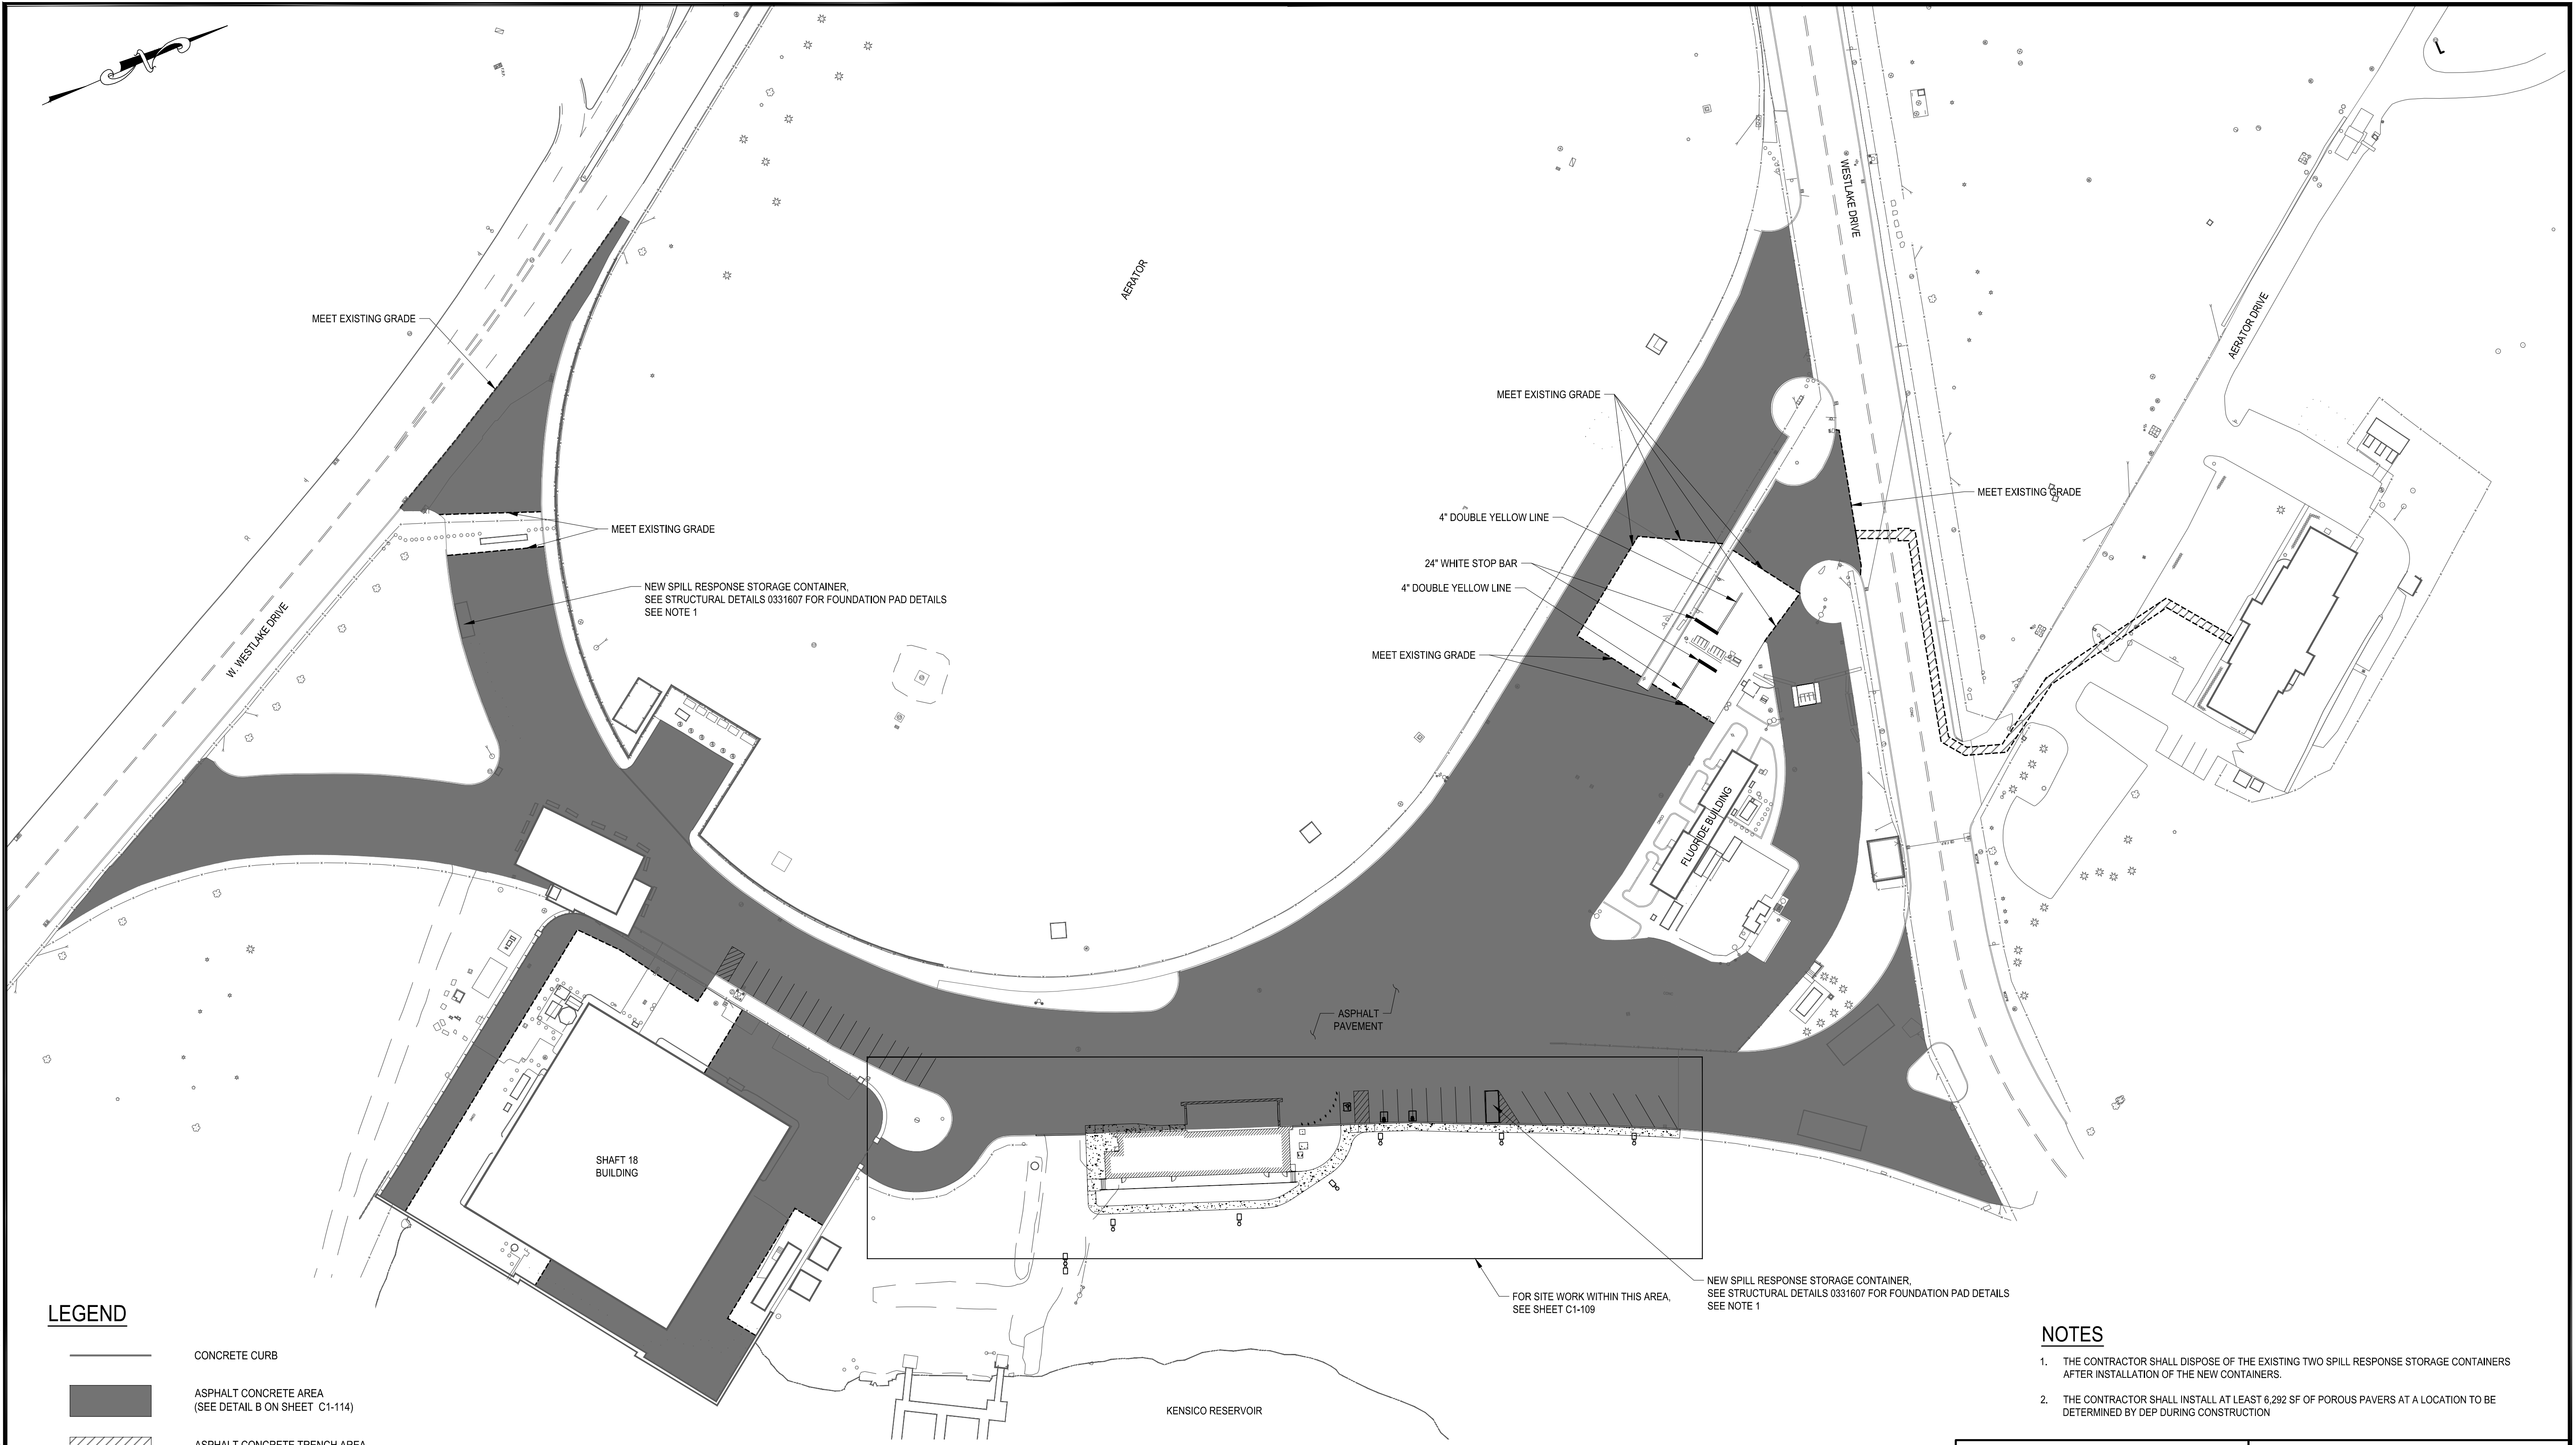 N
WESTLAKE DRIVE
AERATOR
AERATOR DRIVE
MEET EXISTING GRADE
MEET EXISTING GRADE
MEET EXISTING GRADE
4" DOUBLE YELLOW LINE
MEET EXISTING GRADE
24" WHITE STOP BAR
4" DOUBLE YELLOW LINE
NEW SPILL RESPONSE STORAGE CONTAINER,
SEE STRUCTURAL DETAILS 0331607 FOR FOUNDATION PAD DETAILS
SEE NOTE 1
W. WESTLAKE DRIVE
MEET EXISTING GRADE
FLUORIDE BUILDING
ASPHALT
PAVEMENT
SHAFT 18
BUILDING
NEW SPILL RESPONSE STORAGE CONTAINER,
SEE STRUCTURAL DETAILS 0331607 FOR FOUNDATION PAD DETAILS
SEE NOTE 1
FOR SITE WORK WITHIN THIS AREA,
SEE SHEET C1-109
KENSICO RESERVOIR
LEGEND
CONCRETE CURB
ASPHALT CONCRETE AREA
(SEE DETAIL B ON SHEET C1-114)
ASPHALT CONCRETE TRENCH AREA
NOTES
1. THE CONTRACTOR SHALL DISPOSE OF THE EXISTING TWO SPILL RESPONSE STORAGE CONTAINERS
AFTER INSTALLATION OF THE NEW CONTAINERS.
2. THE CONTRACTOR SHALL INSTALL AT LEAST 6,292 SF OF POROUS PAVERS AT A LOCATION TO BE
DETERMINED BY DEP DURING CONSTRUCTION